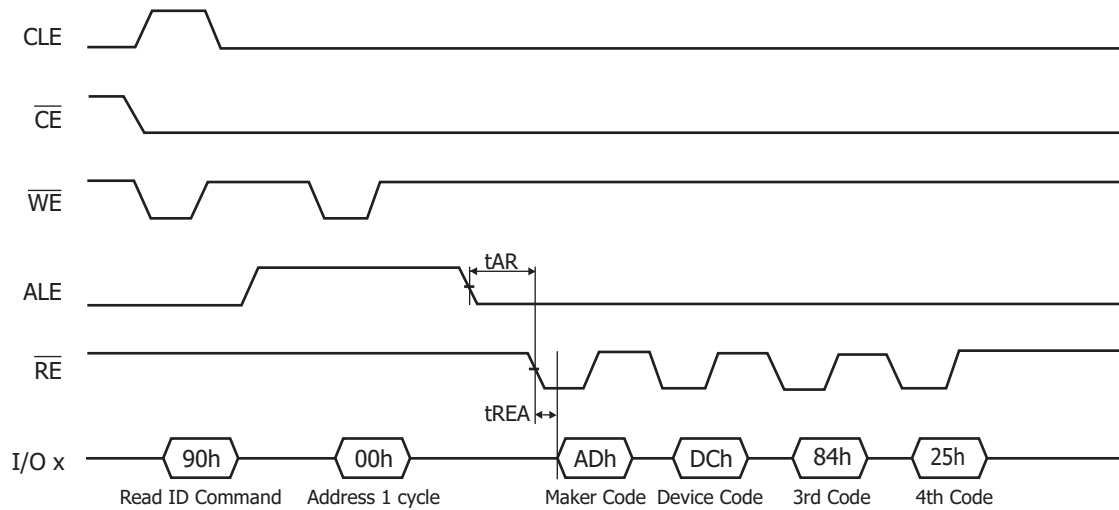 CLE
CE
WE
tAR
ALE
RE
tREA
I/O x 90h 00h ADh DCh 84h 25h
Read ID Command Address 1 cycle Maker Code Device Code 3rd Code 4th Code